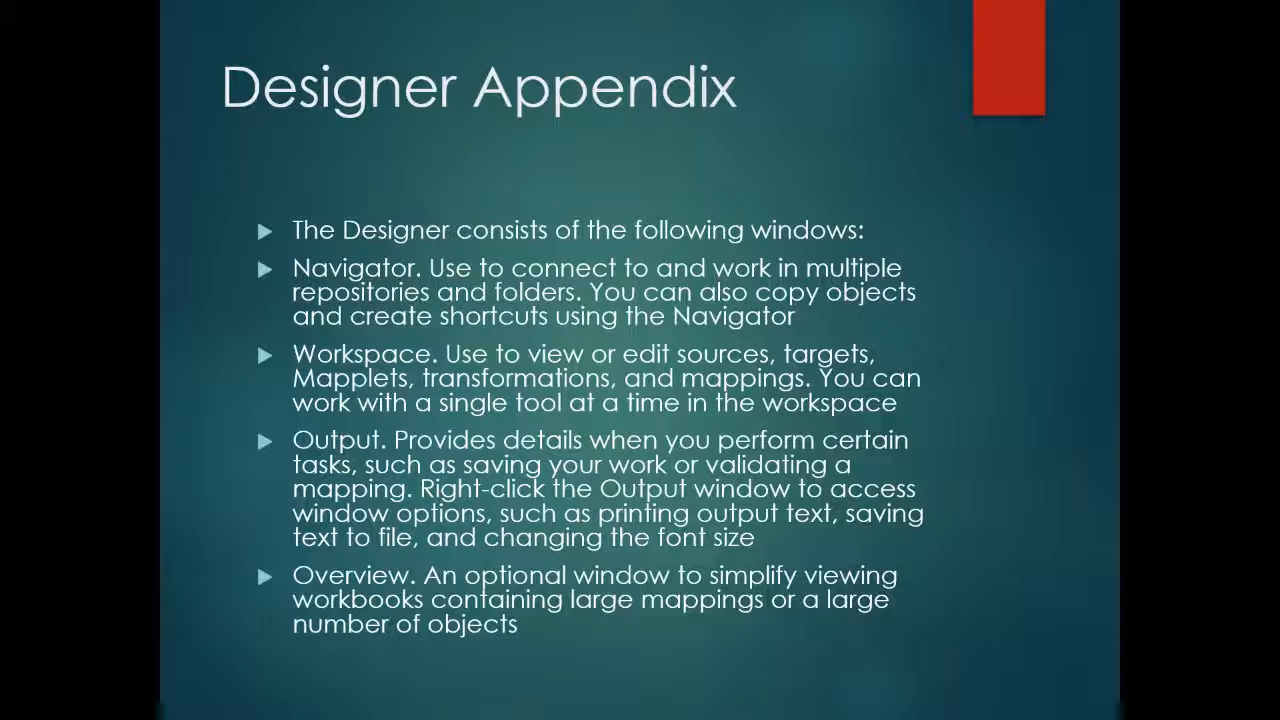 Designer Appendix
The Designer consists of the following windows:
Navigator. Use to connect to and work in multiple
repositories and folders. You can also copy objects
and create shortcuts using the Navigator
Workspace. Use to view or edit sources, targets,
Mapplets, transformations, and mappings. You can
work with a single tool at a time in the workspace
Output. Provides details when you perform certain
tasks, such as saving your work or validating a
mapping. Right-click the Output window to access
window options, such as printing output text, saving
text to file, and changing the font size
Overview. An optional window to simplify viewing
workbooks containing large mappings or a large
number of objects